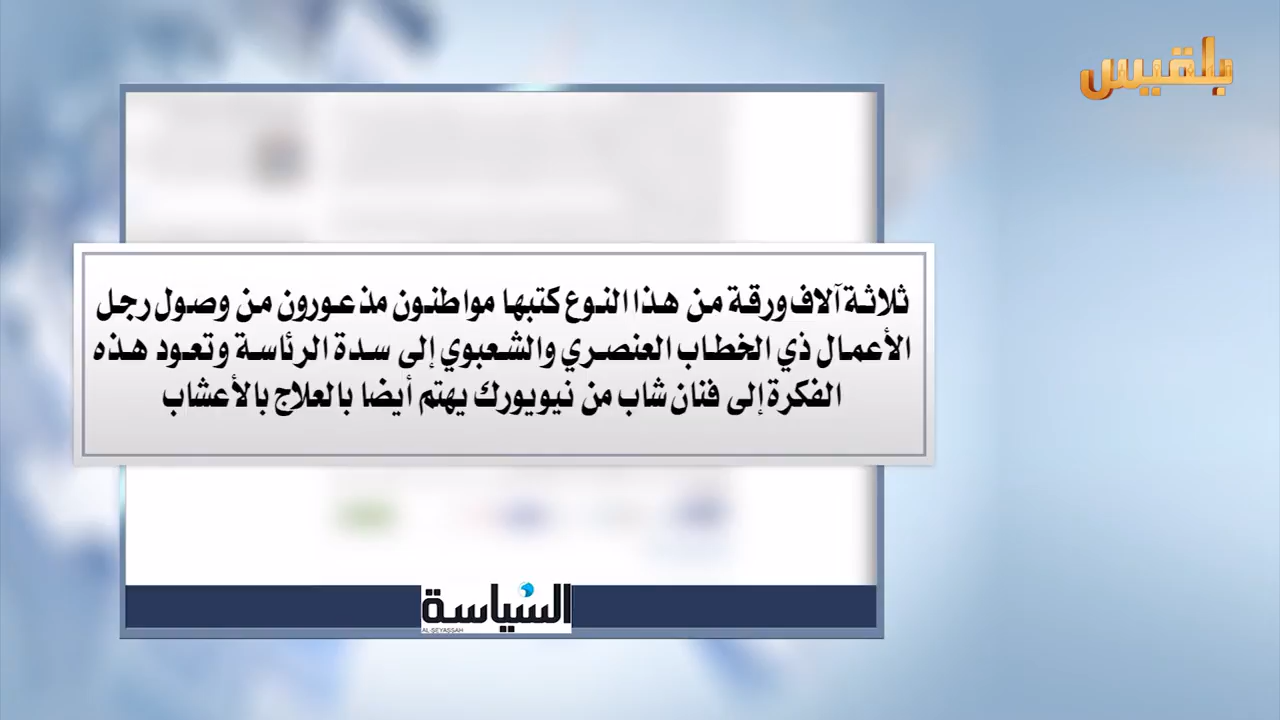 بلقيس
ثلاثة آلاف ورقة من هذا النوع كتبها مواطنون مذعورون من وصول رجل
الأعمال ذي الخطاب العنصري والشعبوي إلى سدة الرئاسة وتعود هذه
الفكرة إلى فنان شاب من نيويورك يهتم أيضا بالعلاج بالأعشاب
السياسة
AL-SEYASSAH